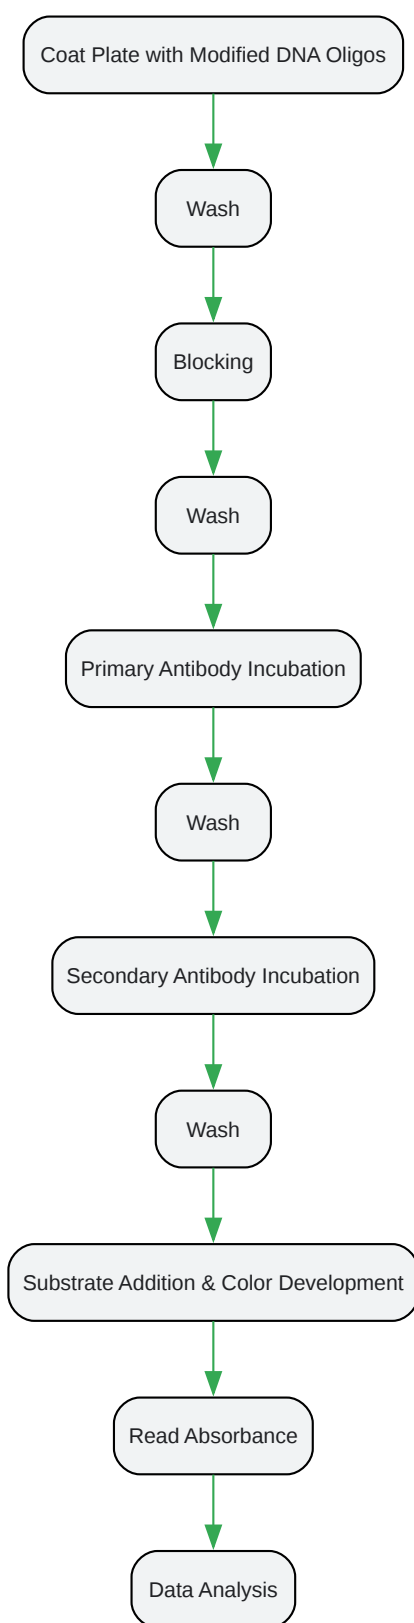 Coat Plate with Modified DNA Oligos
Wash
Blocking
Wash
Primary Antibody Incubation
Wash
Secondary Antibody Incubation
Wash
Substrate Addition & Color Development
Read Absorbance
Data Analysis